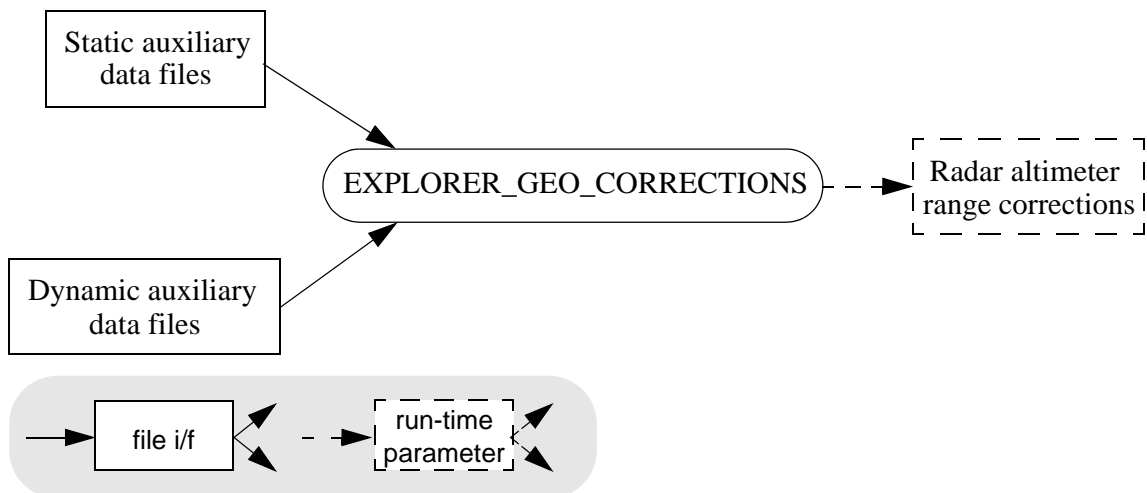 Static auxiliary
data files
EXPLORER_GEO_CORRECTIONS
Radar altimeter
range corrections
Dynamic auxiliary
data files
file i/f
run-time
parameter